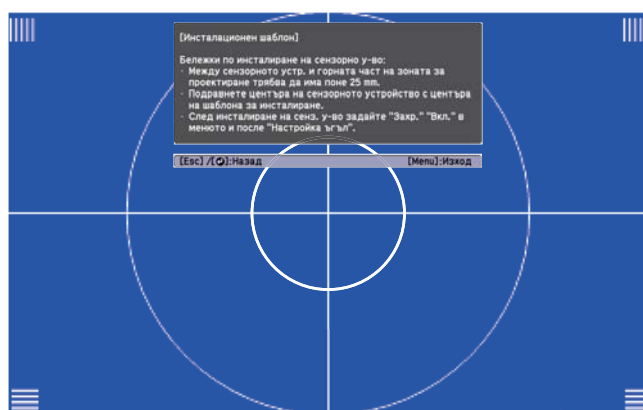 [Инсталационен шаблон]
Бележки по инсталиране на сензорно у-во:
· Между сензорното устр. и горната част на зоната за
проектиране трябва да има поне 25 mm.
· Подравнете центъра на сензорното устройство с центъра
на шаблона за инсталиране.
· След инсталиране на сенз. у-во задайте "Захр." "Вкл." в
менюто и после "Настройка ъгъл".
[Esc] /[⮌]:Назад [Menu]:Изход